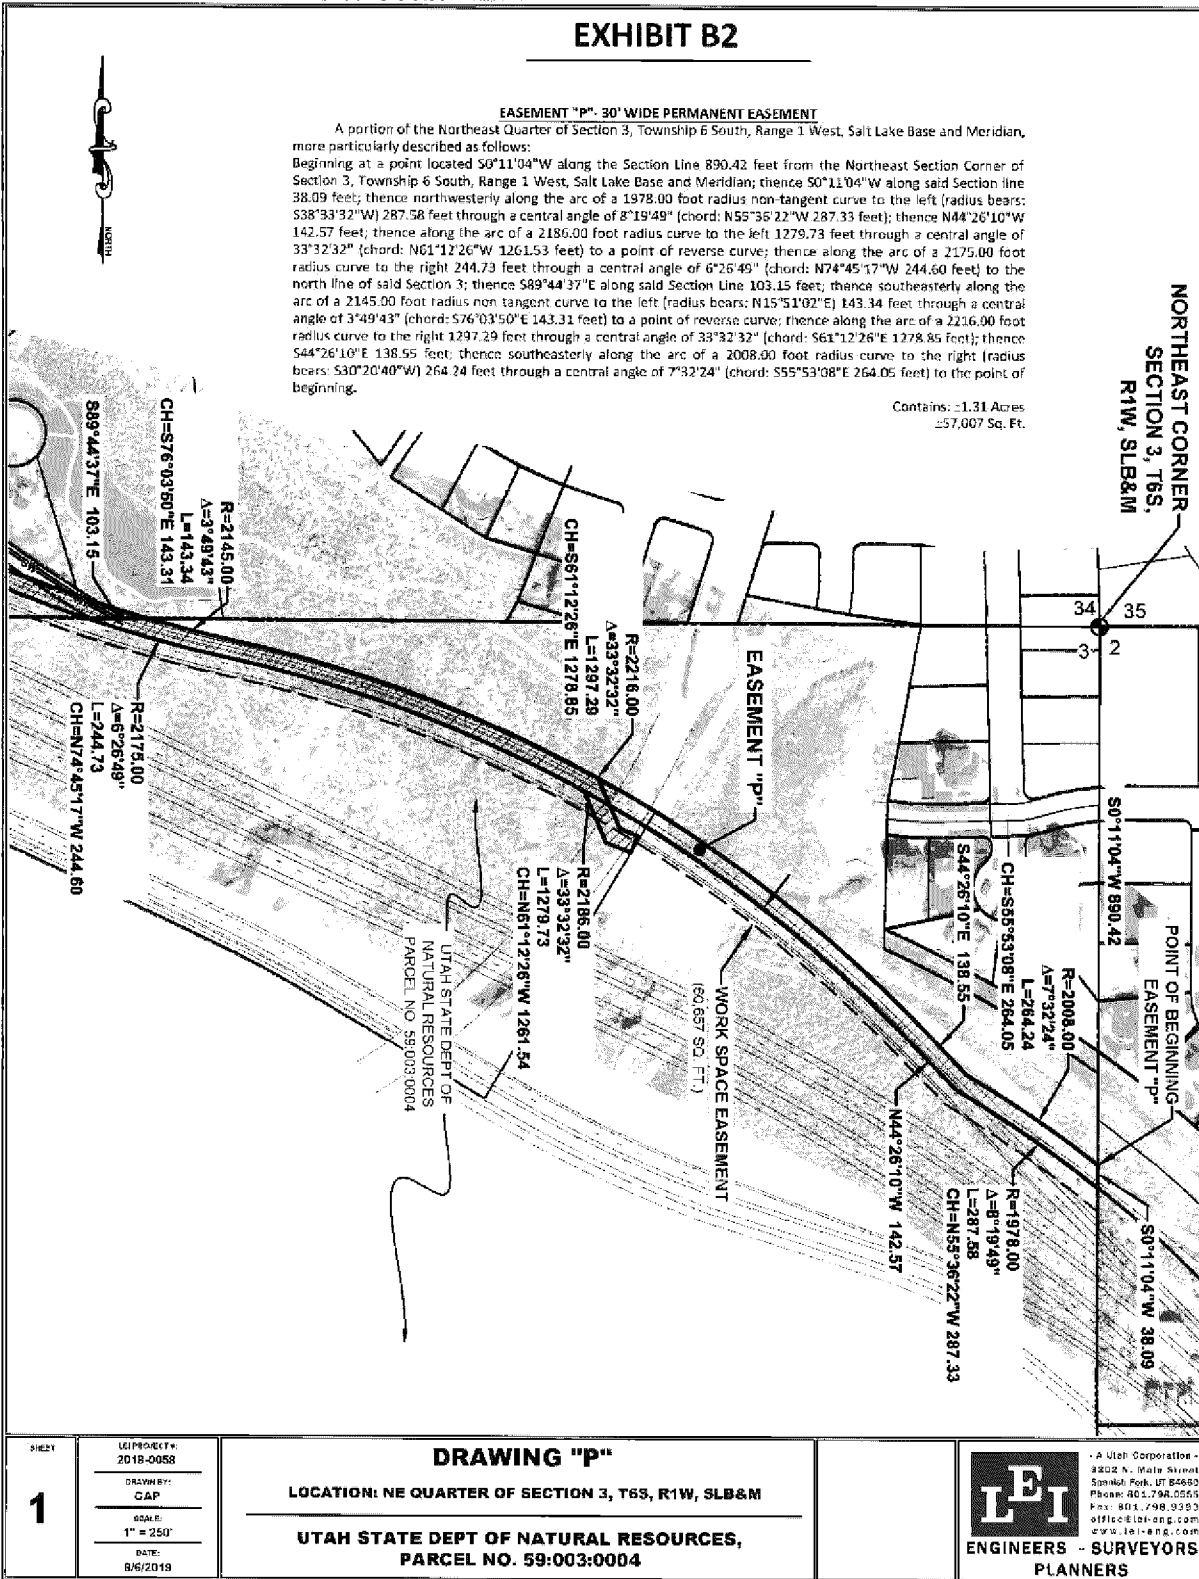 EXHIBIT B2
EASEMENT "P"- 30' WIDE PERMANENT EASEMENT
A portion of the Northeast Quarter of Section 3, Township 6 South, Range 1 West, Salt Lake Base and Meridian,
more particularly described as follows:
Beginning at a point located S0°11'04"W along the Section Line 890.42 feet from the Northeast Section Corner of
Section 3, Township 6 South, Range 1 West, Salt Lake Base and Meridian; thence S0°11'04"W along said Section line
38.09 feet; thence northwesterly along the arc of a 1978.00 foot radius non-tangent curve to the left (radius bears:
S38°33'32"W) 287.58 feet through a central angle of 8°19'49" (chord: N55°36'22"W 287.33 feet); thence N44°26'10"W
142.57 feet; thence along the arc of a 2186.00 foot radius curve to the left 1279.73 feet through a central angle of
33°32'32" (chord: N61°12'26"W 1261.53 feet) to a point of reverse curve; thence along the arc of a 2175.00 foot
radius curve to the right 244.73 feet through a central angle of 6°26'49" (chord: N74°45'17"W 244.60 feet) to the
north line of said Section 3; thence S89°44'37"E along said Section Line 103.15 feet; thence southeasterly along the
arc of a 2145.00 foot radius non tangent curve to the left (radius bears: N15°51'02"E) 143.34 feet through a central
angle of 3°49'43" (chord: S76°03'50"E 143.31 feet) to a point of reverse curve; thence along the arc of a 2216.00 foot
radius curve to the right 1297.29 feet through a central angle of 33°32'32" (chord: S61°12'26"E 1278.85 feet); thence
S44°26'10"E 138.55 feet; thence southeasterly along the arc of a 2008.00 foot radius curve to the right (radius
bears: S30°20'40"W) 264.24 feet through a central angle of 7°32'24" (chord: S55°53'08"E 264.05 feet) to the point of
beginning.
Contains: ±1.31 Acres
±57,007 Sq. Ft.
NORTH
NORTHEAST CORNER
SECTION 3, T6S,
R1W, SLB&M
34
35
3
2
S89°44'37"E 103.15
R=2145.00
Δ=3°49'43"
L=143.34
CH=S76°03'50"E 143.31
R=2216.00
Δ=33°32'32"
L=1297.29
CH=S61°12'26"E 1278.85
EASEMENT "P"
S0°11'04"W 890.42
POINT OF BEGINNING
EASEMENT "P"
R=2008.00
Δ=7°32'24"
L=264.24
CH=S55°53'08"E 264.05
S44°26'10"E 138.55
R=2175.00
Δ=6°26'49"
L=244.73
CH=N74°45'17"W 244.60
R=2186.00
Δ=33°32'32"
L=1279.73
CH=N61°12'26"W 1261.54
WORK SPACE EASEMENT
(60,657 SQ. FT.)
UTAH STATE DEPT OF
NATURAL RESOURCES
PARCEL NO. 59:003:0004
N44°26'10"W 142.57
R=1978.00
Δ=8°19'49"
L=287.58
CH=N55°36'22"W 287.33
S0°11'04"W 38.09
SHEET
1
LEI PROJECT #:
2018-0058
DRAWN BY:
GAP
SCALE:
1" = 250'
DATE:
8/6/2019
DRAWING "P"
LOCATION: NE QUARTER OF SECTION 3, T6S, R1W, SLB&M
UTAH STATE DEPT OF NATURAL RESOURCES,
PARCEL NO. 59:003:0004
LEI
- A Utah Corporation -
3302 N. Main Street
Spanish Fork, UT 84660
Phone: 801.798.0555
Fax: 801.798.9393
office@lei-eng.com
www.lei-eng.com
ENGINEERS - SURVEYORS
PLANNERS